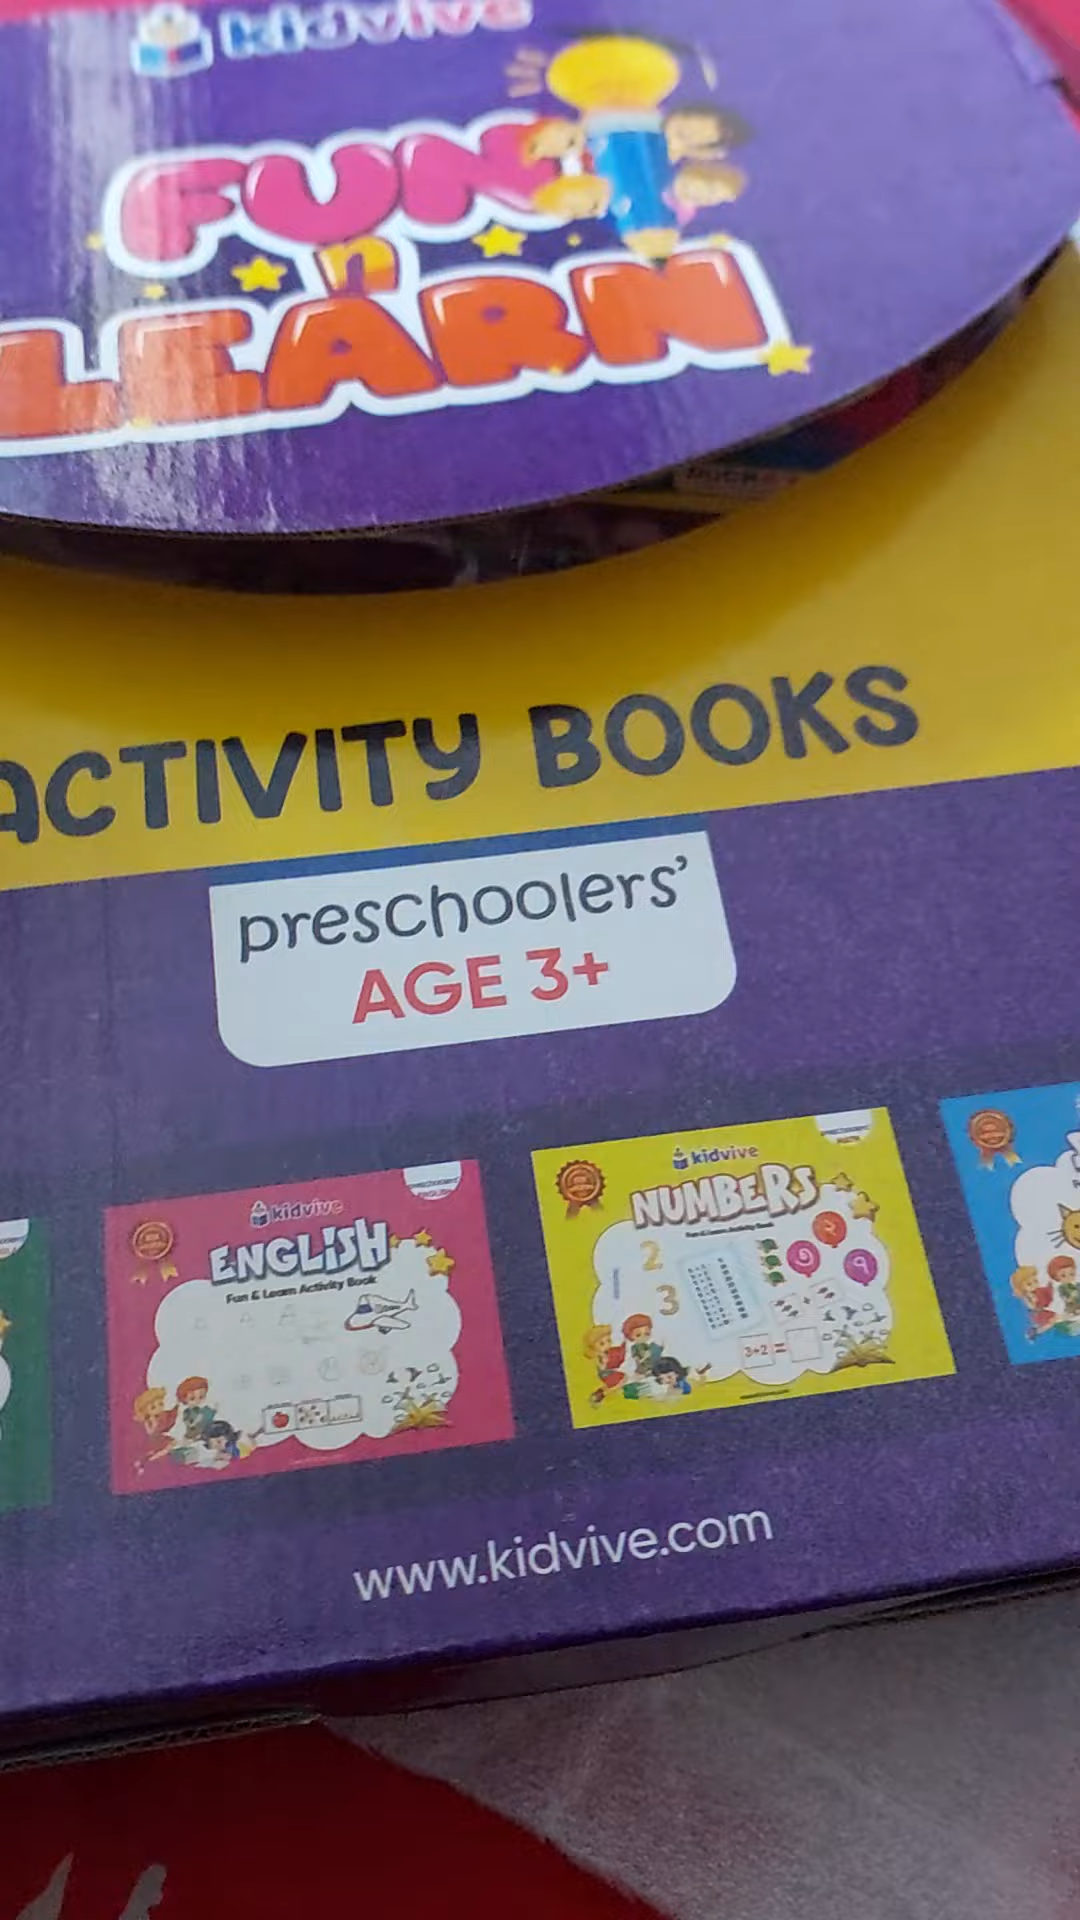 kidvive
FUN
n
LEARN
ACTIVITY BOOKS
preschoolers'
AGE 3+
kidvive
ENGLISH
Fun & Learn Activity Book
kidvive
NUMBERS
Fun & Learn Activity Book
2
3
3+2 =
www.kidvive.com